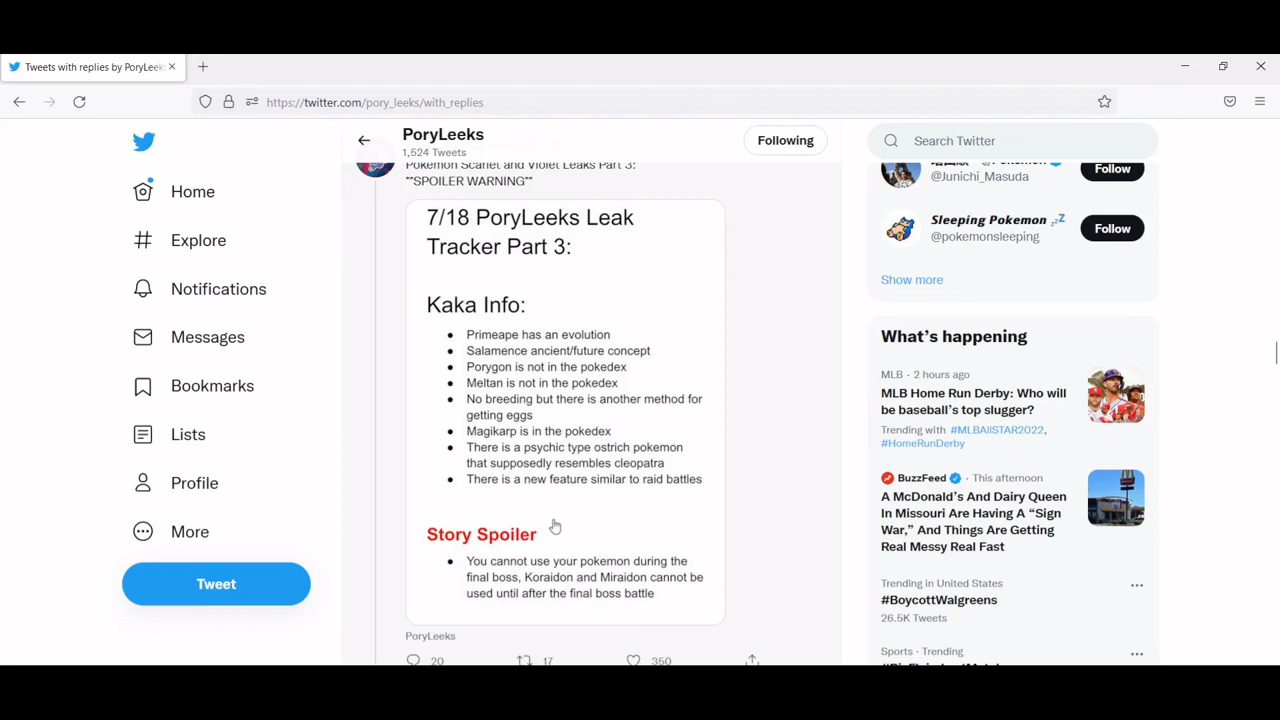 Tweets with replies by PoryLeek
https://twitter.com/pory_leeks/with_replies
Home
Explore
Notifications
Messages
Bookmarks
Lists
Profile
More
Tweet
PoryLeeks
1,524 Tweets
Following
Pokemon Scarlet and Violet Leaks Part 3:
**SPOILER WARNING**
7/18 PoryLeeks Leak
Tracker Part 3:
Kaka Info:
● Primeape has an evolution
● Salamence ancient/future concept
● Porygon is not in the pokedex
● Meltan is not in the pokedex
● No breeding but there is another method for
getting eggs
● Magikarp is in the pokedex
● There is a psychic type ostrich pokemon
that supposedly resembles cleopatra
● There is a new feature similar to raid battles
Story Spoiler
● You cannot use your pokemon during the
final boss, Koraidon and Miraidon cannot be
used until after the final boss battle
PoryLeeks
20
17
350
Search Twitter
@Junichi_Masuda
Follow
Sleeping Pokemon 💤
@pokemonsleeping
Follow
Show more
What's happening
MLB · 2 hours ago
MLB Home Run Derby: Who will
be baseball's top slugger?
Trending with #MLBAllSTAR2022,
#HomeRunDerby
BuzzFeed · This afternoon
A McDonald's And Dairy Queen
In Missouri Are Having A "Sign
War," And Things Are Getting
Real Messy Real Fast
Trending in United States
#BoycottWalgreens
26.5K Tweets
Sports · Trending